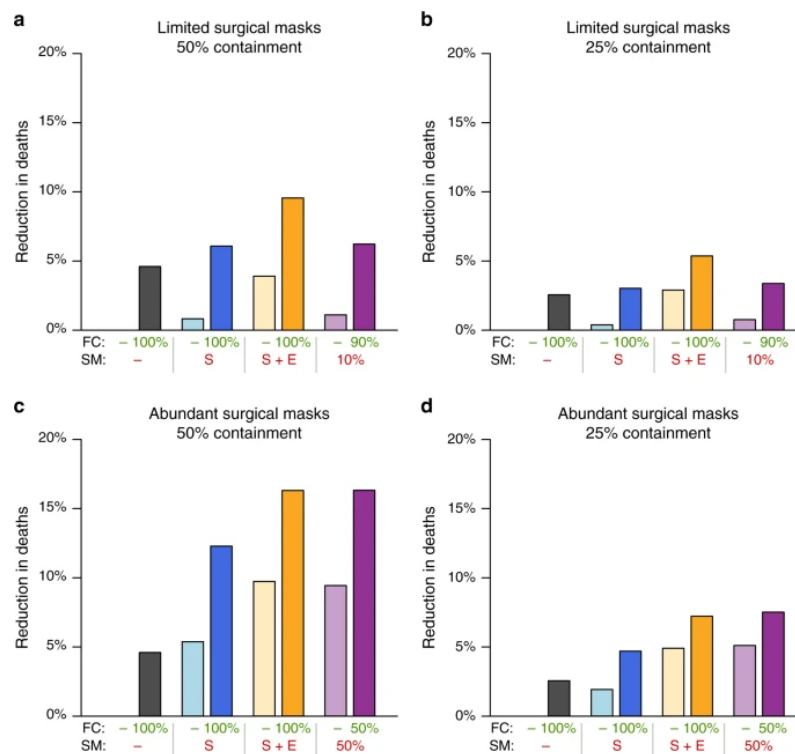 a
Limited surgical masks
50% containment
20%
15%
10%
5%
0%
Reduction in deaths
FC: – 100% – 100% – 100% – 90%
SM: – S S + E 10%
b
Limited surgical masks
25% containment
20%
15%
10%
5%
0%
Reduction in deaths
FC: – 100% – 100% – 100% – 90%
SM: – S S + E 10%
c
Abundant surgical masks
50% containment
20%
15%
10%
5%
0%
Reduction in deaths
FC: – 100% – 100% – 100% – 50%
SM: – S S + E 50%
d
Abundant surgical masks
25% containment
20%
15%
10%
5%
0%
Reduction in deaths
FC: – 100% – 100% – 100% – 50%
SM: – S S + E 50%